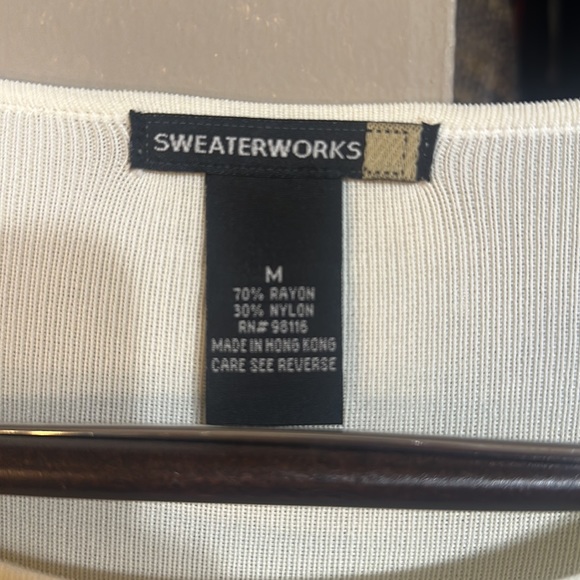 SWEATERWORKS
M
70% RAYON
30% NYLON
RN# 98116
MADE IN HONG KONG
CARE SEE REVERSE